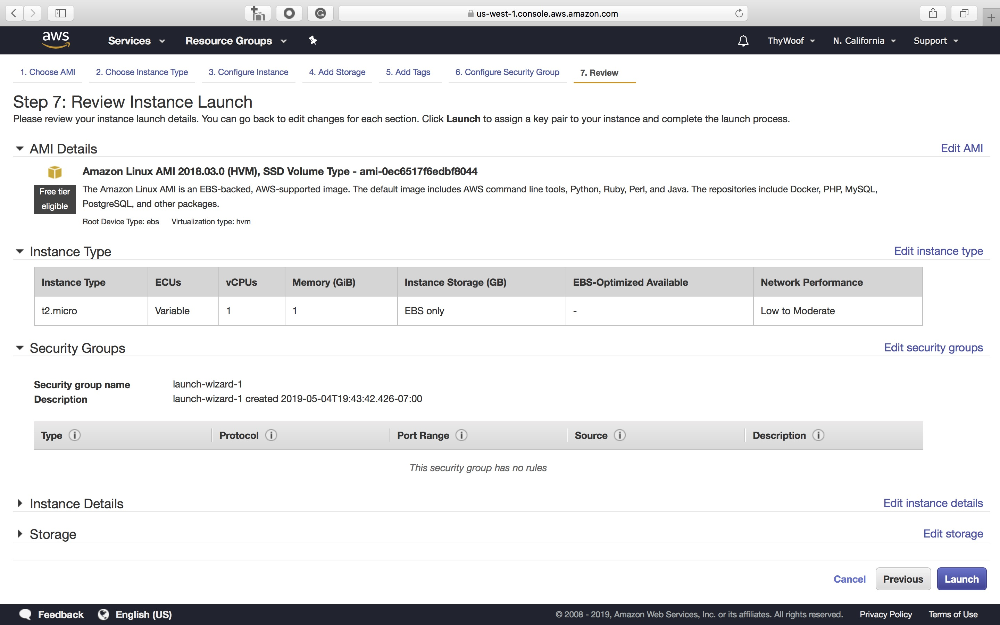 us-west-1.console.aws.amazon.com
aws Services Resource Groups ThyWoof N. California Support
1. Choose AMI 2. Choose Instance Type 3. Configure Instance 4. Add Storage 5. Add Tags 6. Configure Security Group 7. Review
Step 7: Review Instance Launch
Please review your instance launch details. You can go back to edit changes for each section. Click Launch to assign a key pair to your instance and complete the launch process.
AMI Details Edit AMI
Amazon Linux AMI 2018.03.0 (HVM), SSD Volume Type - ami-0ec6517f6edbf8044
Free tier
eligible
The Amazon Linux AMI is an EBS-backed, AWS-supported image. The default image includes AWS command line tools, Python, Ruby, Perl, and Java. The repositories include Docker, PHP, MySQL,
PostgreSQL, and other packages.
Root Device Type: ebs Virtualization type: hvm
Instance Type Edit instance type
Instance Type ECUs vCPUs Memory (GiB) Instance Storage (GB) EBS-Optimized Available Network Performance
t2.micro Variable 1 1 EBS only - Low to Moderate
Security Groups Edit security groups
Security group name launch-wizard-1
Description launch-wizard-1 created 2019-05-04T19:43:42.426-07:00
Type i Protocol i Port Range i Source i Description i
This security group has no rules
Instance Details Edit instance details
Storage Edit storage
Cancel Previous Launch
Feedback English (US) © 2008 - 2019, Amazon Web Services, Inc. or its affiliates. All rights reserved. Privacy Policy Terms of Use